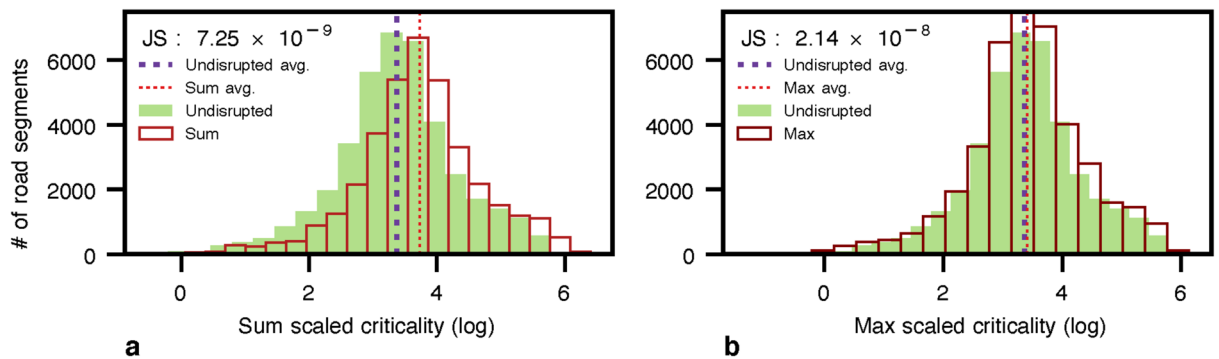 JS : 7.25 × 10⁻⁹
Undisrupted avg.
Sum avg.
Undisrupted
Sum
# of road segments
6000
4000
2000
0
0 2 4 6
Sum scaled criticality (log)
a
JS : 2.14 × 10⁻⁸
Undisrupted avg.
Max avg.
Undisrupted
Max
6000
4000
2000
0
0 2 4 6
Max scaled criticality (log)
b